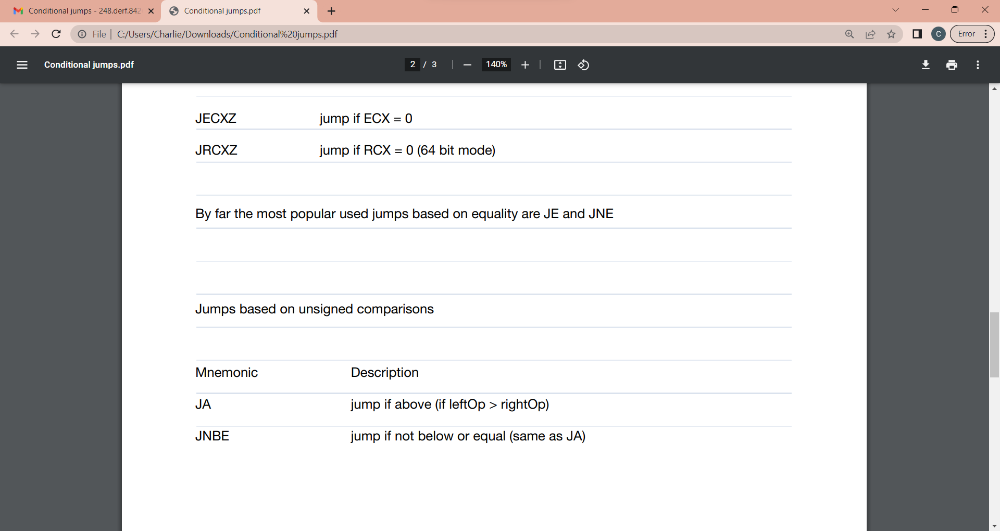 Conditional jumps - 248.derf.842
Conditional jumps.pdf
File | C:/Users/Charlie/Downloads/Conditional%20jumps.pdf
C
Error
Conditional jumps.pdf
2 / 3
140%
JECXZ jump if ECX = 0
JRCXZ jump if RCX = 0 (64 bit mode)
By far the most popular used jumps based on equality are JE and JNE
Jumps based on unsigned comparisons
Mnemonic Description
JA jump if above (if leftOp > rightOp)
JNBE jump if not below or equal (same as JA)